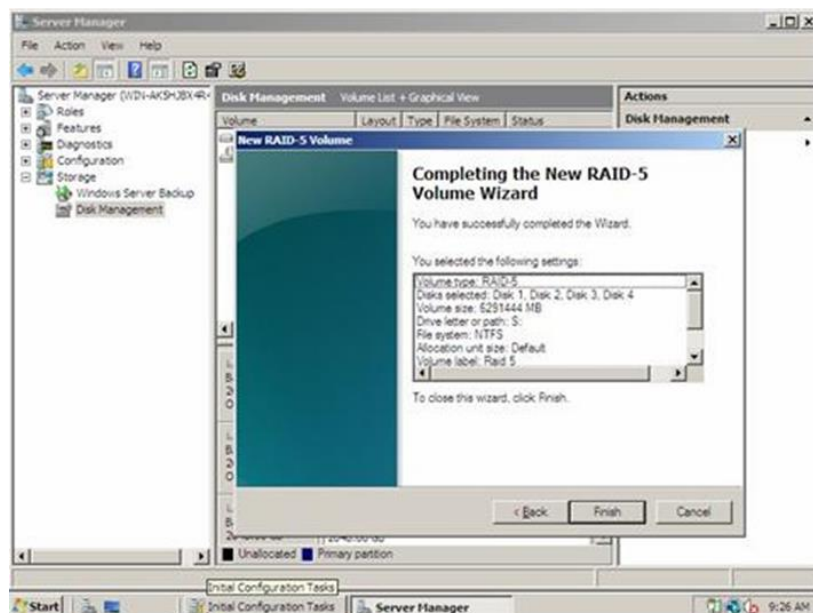 Server Manager
File Action View Help
Server Manager
Roles
Features
Diagnostics
Configuration
Storage
Windows Server Backup
Disk Management
Disk Management Volume List + Graphical View
Volume Layout Type File System Status
Actions
Disk Management
New RAID-5 Volume
Completing the New RAID-5
Volume Wizard
You have successfully completed the Wizard.
You selected the following settings:
Volume type: RAID-5
Disks selected: Disk 1, Disk 2, Disk 3, Disk 4
Volume size: 6291444 MB
Drive letter or path: S:
File system: NTFS
Allocation unit size: Default
Volume label: Raid 5
To close this wizard, click Finish.
< Back Finish Cancel
Unallocated Primary partition
Initial Configuration Tasks
Start Initial Configuration Tasks Server Manager 9:26 AM